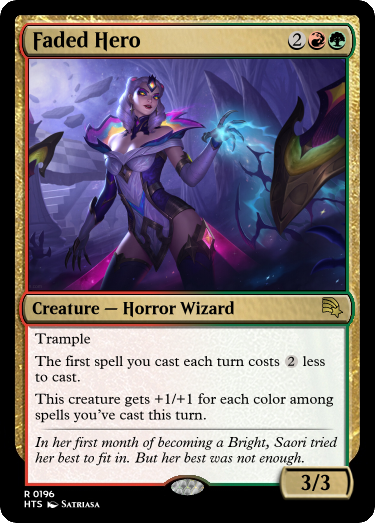 Faded Hero 2
Creature — Horror Wizard
Trample
The first spell you cast each turn costs 2 less
to cast.
This creature gets +1/+1 for each color among
spells you've cast this turn.
In her first month of becoming a Bright, Saori tried
her best to fit in. But her best was not enough.
3/3
R 0196
HTS Satriasa